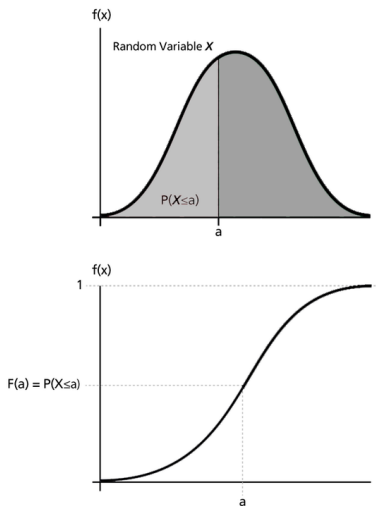 f(x)
Random Variable X
P(X≤a)
a
f(x)
1
F(a) = P(X≤a)
a